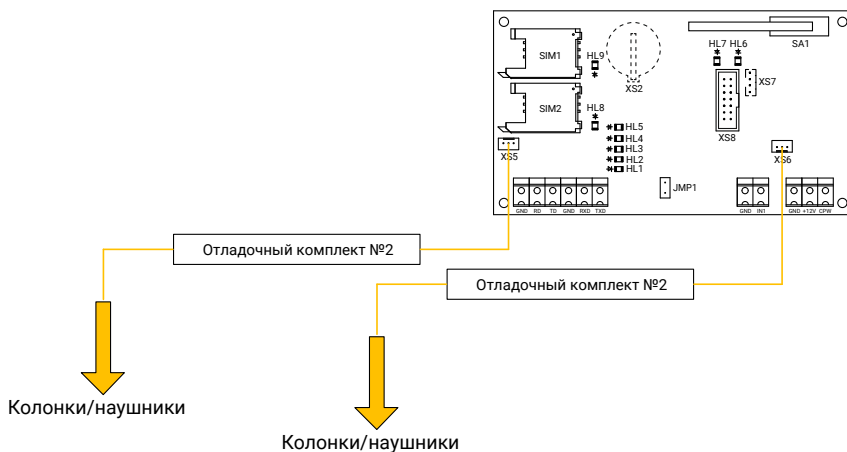 SA1
HL7 HL6
SIM1
HL9
XS7
XS2
SIM2
HL8
HL5
XS8
HL4
HL3
XS5
XS6
HL2
HL1
JMP1
GND RD TD GND RXD TXD
GND IN1
GND +12V CPW
Отладочный комплект №2
Отладочный комплект №2
Колонки/наушники
Колонки/наушники